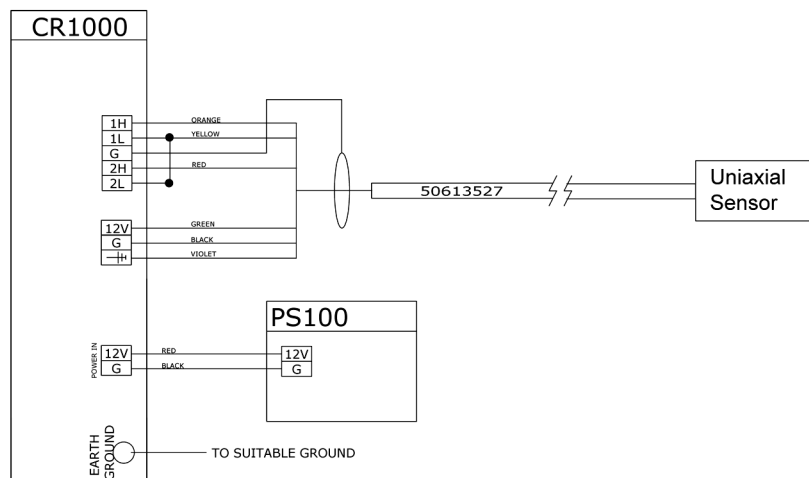 CR1000
1H ORANGE
1L YELLOW
G
2H RED
2L
50613527
Uniaxial
Sensor
12V GREEN
G BLACK
VIOLET
PS100
POWER IN
12V RED 12V
G BLACK G
EARTH
GROUND
TO SUITABLE GROUND